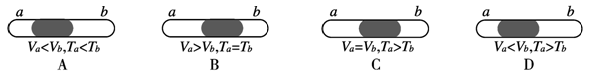 a b a b a b a b
Va<Vb,Ta<Tb Va>Vb,Ta=Tb Va=Vb,Ta>Tb Va<Vb,Ta>Tb
A B C D